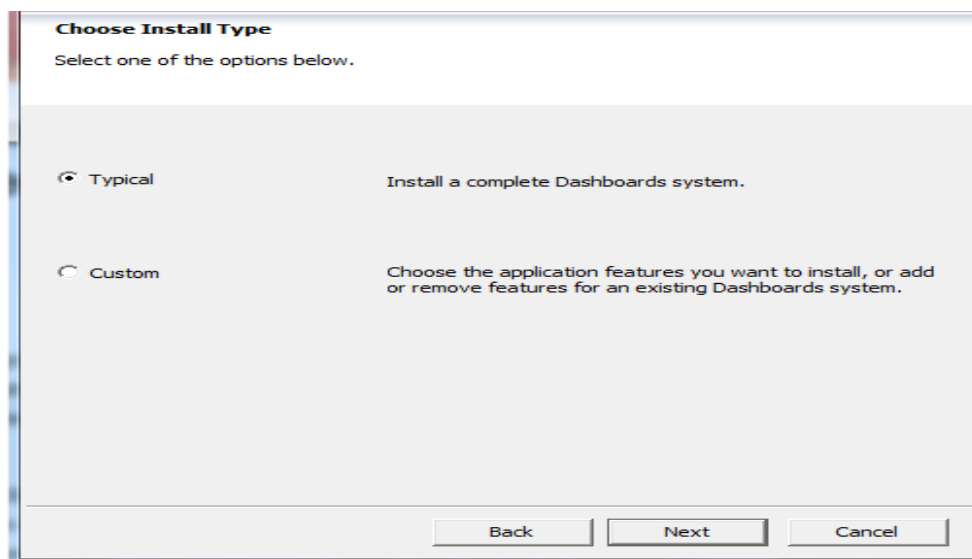 Choose Install Type
Select one of the options below.
Typical
Install a complete Dashboards system.
Custom
Choose the application features you want to install, or add
or remove features for an existing Dashboards system.
Back
Next
Cancel